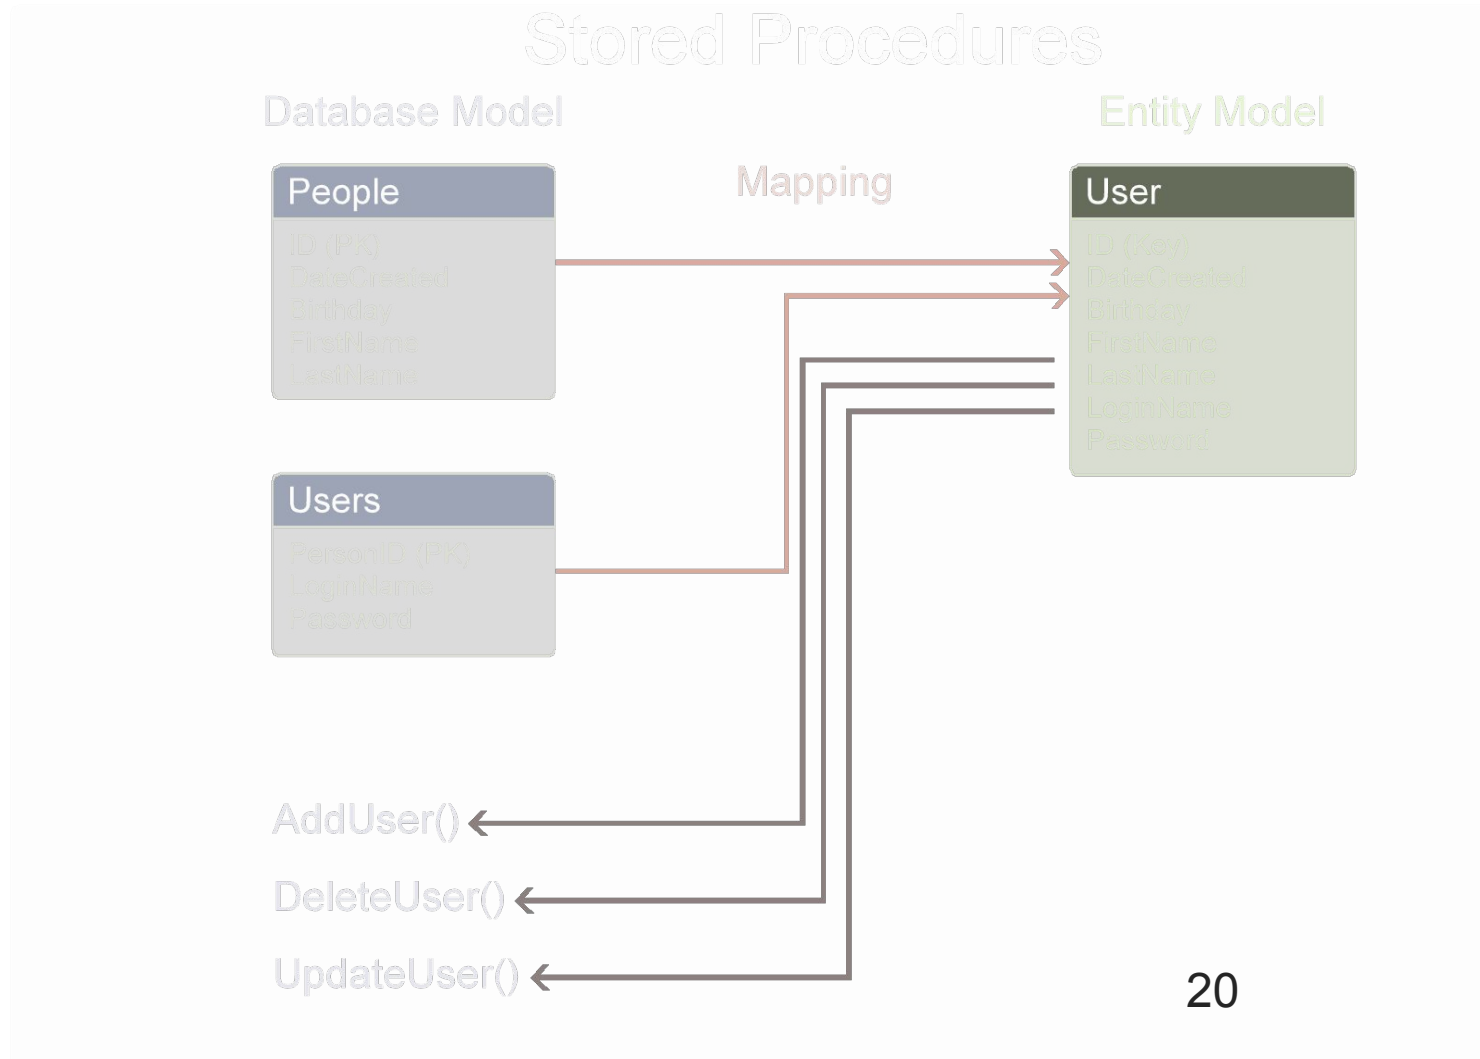 Stored Procedures
Database Model
Entity Model
Mapping
People
ID (PK)
DateCreated
Birthday
FirstName
LastName
User
ID (Key)
DateCreated
Birthday
FirstName
LastName
LoginName
Password
Users
PersonID (PK)
LoginName
Password
AddUser()
DeleteUser()
UpdateUser()
20